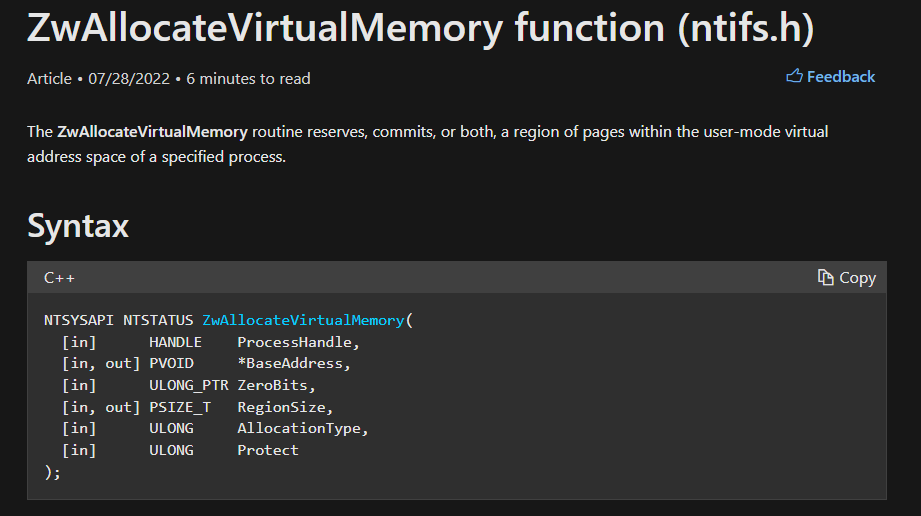 ZwAllocateVirtualMemory function (ntifs.h)
Article • 07/28/2022 • 6 minutes to read
Feedback
The ZwAllocateVirtualMemory routine reserves, commits, or both, a region of pages within the user-mode virtual
address space of a specified process.
Syntax
C++
Copy
NTSYSAPI NTSTATUS ZwAllocateVirtualMemory(
  [in]      HANDLE    ProcessHandle,
  [in, out] PVOID     *BaseAddress,
  [in]      ULONG_PTR ZeroBits,
  [in, out] PSIZE_T   RegionSize,
  [in]      ULONG     AllocationType,
  [in]      ULONG     Protect
);